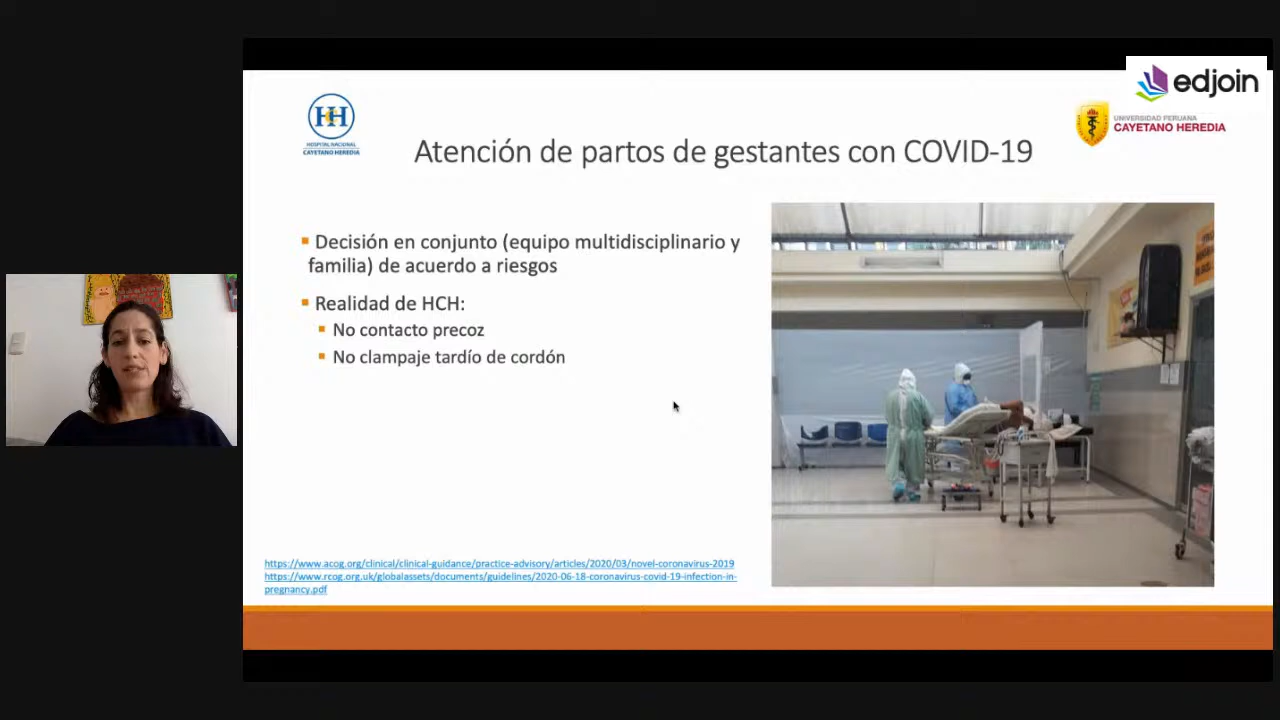 edjoin
HOSPITAL NACIONAL
CAYETANO HEREDIA
UNIVERSIDAD PERUANA
CAYETANO HEREDIA
Atención de partos de gestantes con COVID-19
Decisión en conjunto (equipo multidisciplinario y
familia) de acuerdo a riesgos
Realidad de HCH:
No contacto precoz
No clampaje tardío de cordón
https://www.acog.org/clinical/clinical-guidance/practice-advisory/articles/2020/03/novel-coronavirus-2019
https://www.rcog.org.uk/globalassets/documents/guidelines/2020-06-18-coronavirus-covid-19-infection-in-
pregnancy.pdf